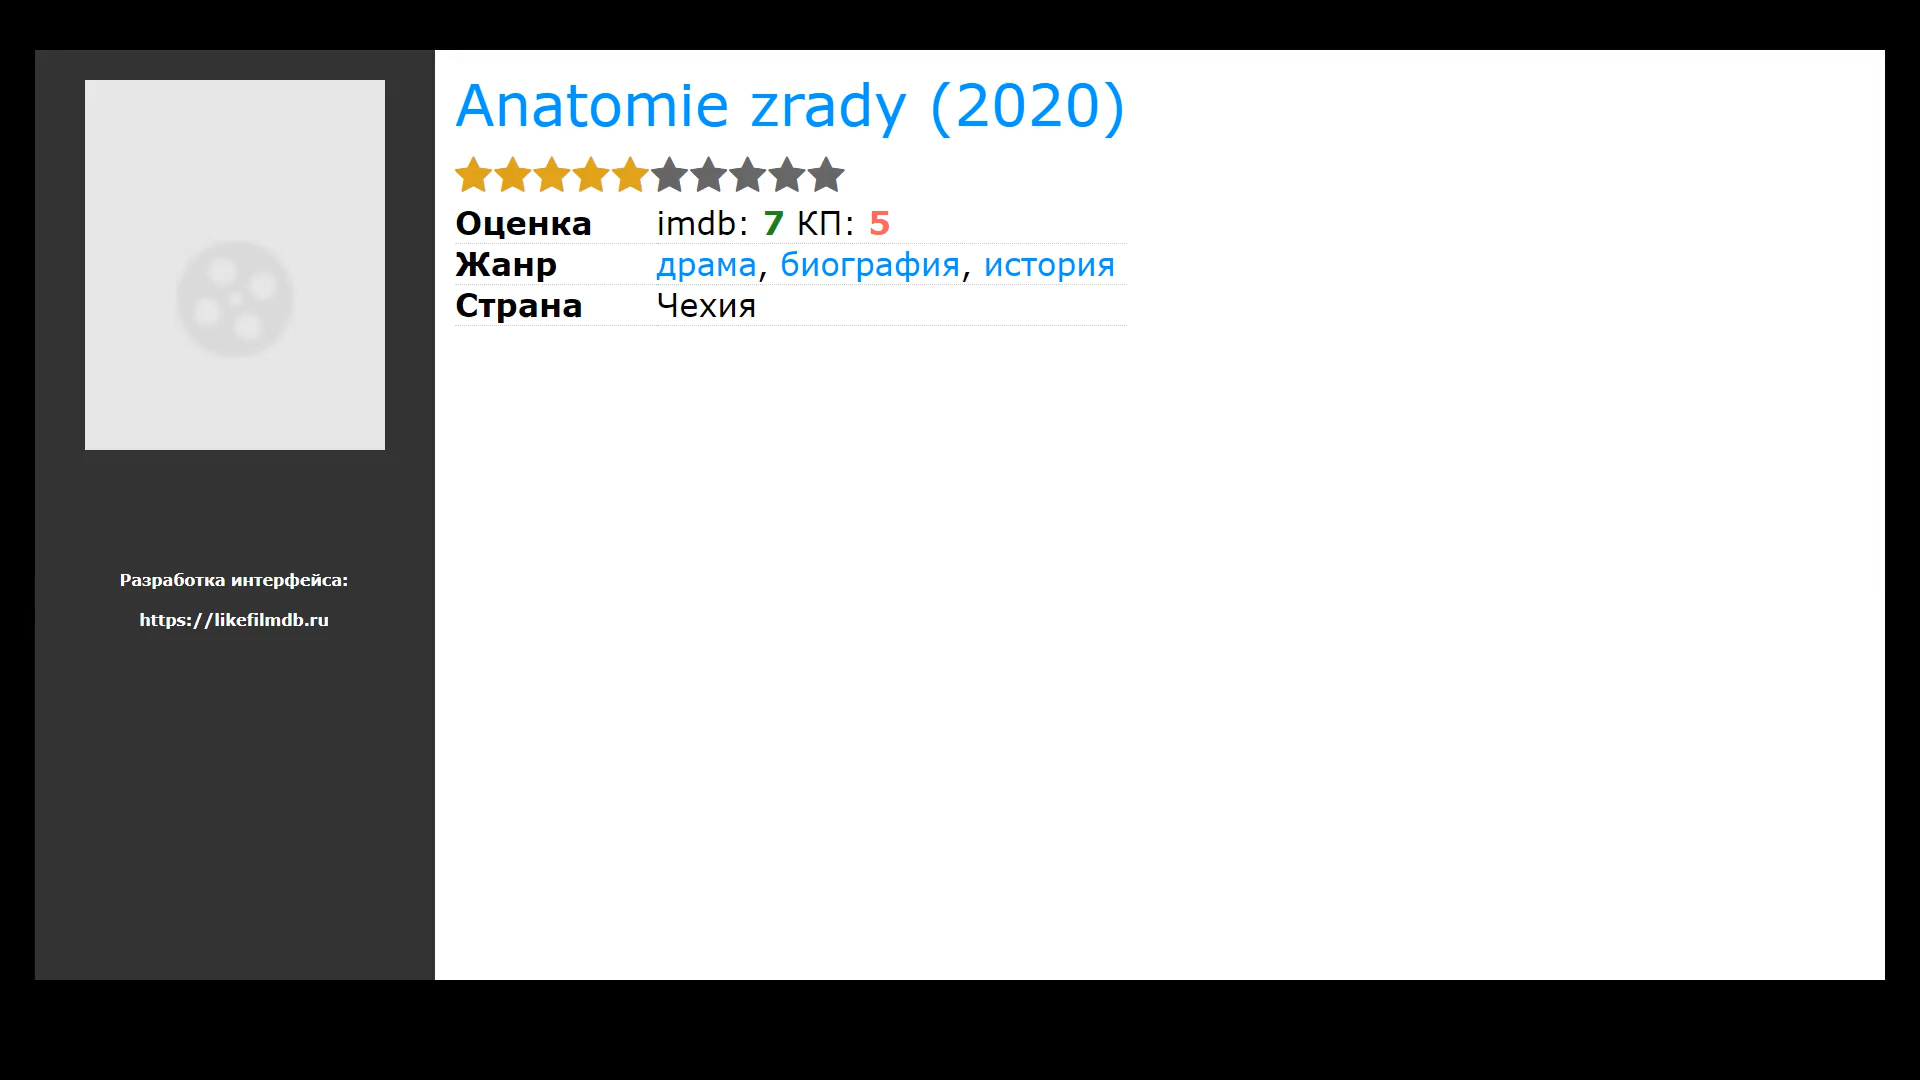 Anatomie zrady (2020)
Оценка imdb: 7 КП: 5
Жанр драма, биография, история
Страна Чехия
Разработка интерфейса:
https://likefilmdb.ru